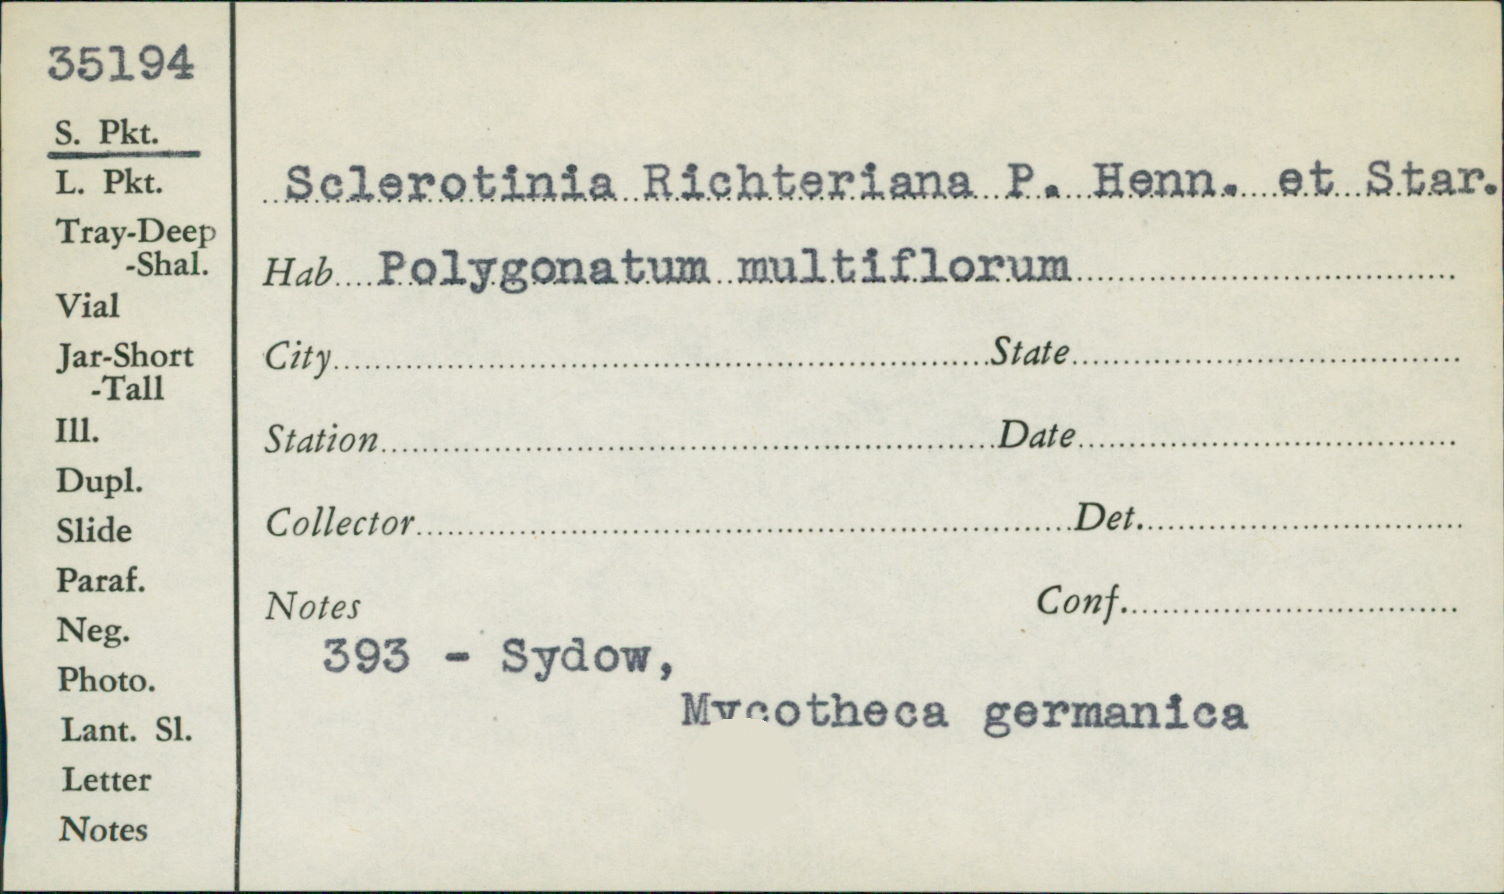 35194
S. Pkt.
L. Pkt.
Tray-Deep
-Shal.
Vial
Jar-Short
-Tall
Ill.
Dupl.
Slide
Paraf.
Neg.
Photo.
Lant. Sl.
Letter
Notes
Sclerotinia Richteriana P. Henn. et Star.
Hab Polygonatum multiflorum
City State
Station Date
Collector Det.
Notes Conf.
393 - Sydow,
Mycotheca germanica